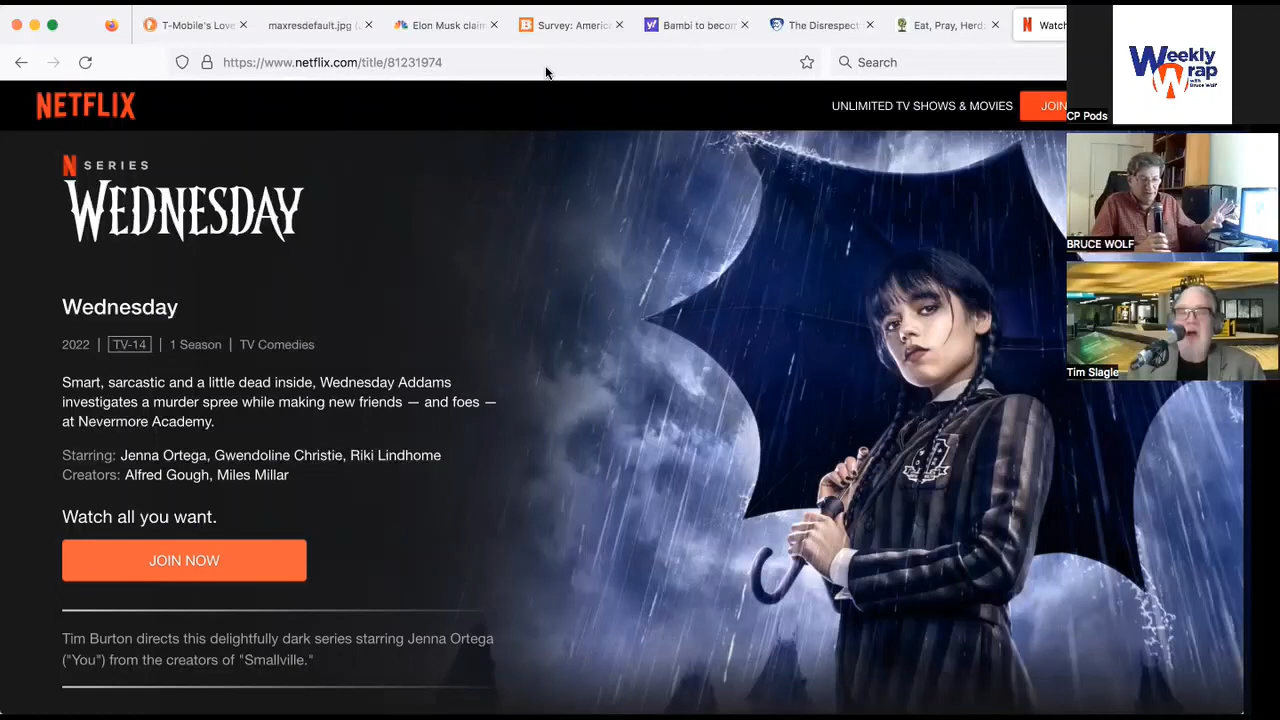 T-Mobile's Love
maxresdefault.jpg (
Elon Musk claim
Survey: Americ
Bambi to becom
The Disrespect
Eat, Pray, Herd:
Watch
https://www.netflix.com/title/81231974
Search
Weekly
Wrap
with Bruce Wolf
CP Pods
NETFLIX
UNLIMITED TV SHOWS & MOVIES
JOIN
N SERIES
WEDNESDAY
BRUCE WOLF
Wednesday
2022 | TV-14 | 1 Season | TV Comedies
Tim Slagle
Smart, sarcastic and a little dead inside, Wednesday Addams
investigates a murder spree while making new friends — and foes —
at Nevermore Academy.
Starring: Jenna Ortega, Gwendoline Christie, Riki Lindhome
Creators: Alfred Gough, Miles Millar
Watch all you want.
JOIN NOW
Tim Burton directs this delightfully dark series starring Jenna Ortega
("You") from the creators of "Smallville."